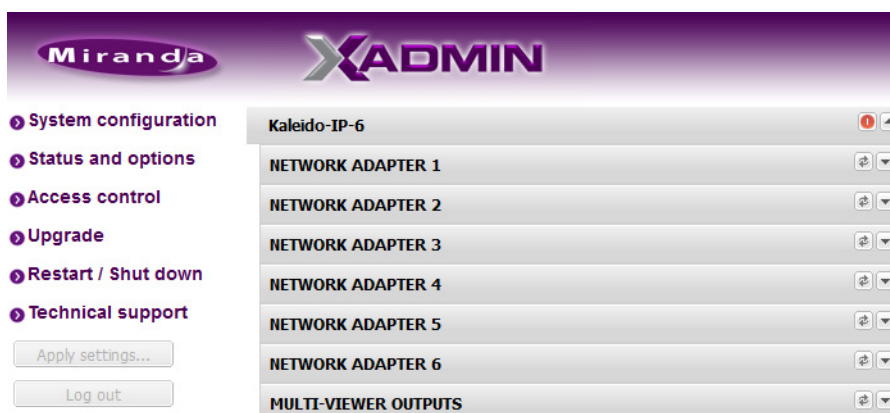 Miranda
XADMIN
System configuration
Status and options
Access control
Upgrade
Restart / Shut down
Technical support
Apply settings...
Log out
Kaleido-IP-6
NETWORK ADAPTER 1
NETWORK ADAPTER 2
NETWORK ADAPTER 3
NETWORK ADAPTER 4
NETWORK ADAPTER 5
NETWORK ADAPTER 6
MULTI-VIEWER OUTPUTS